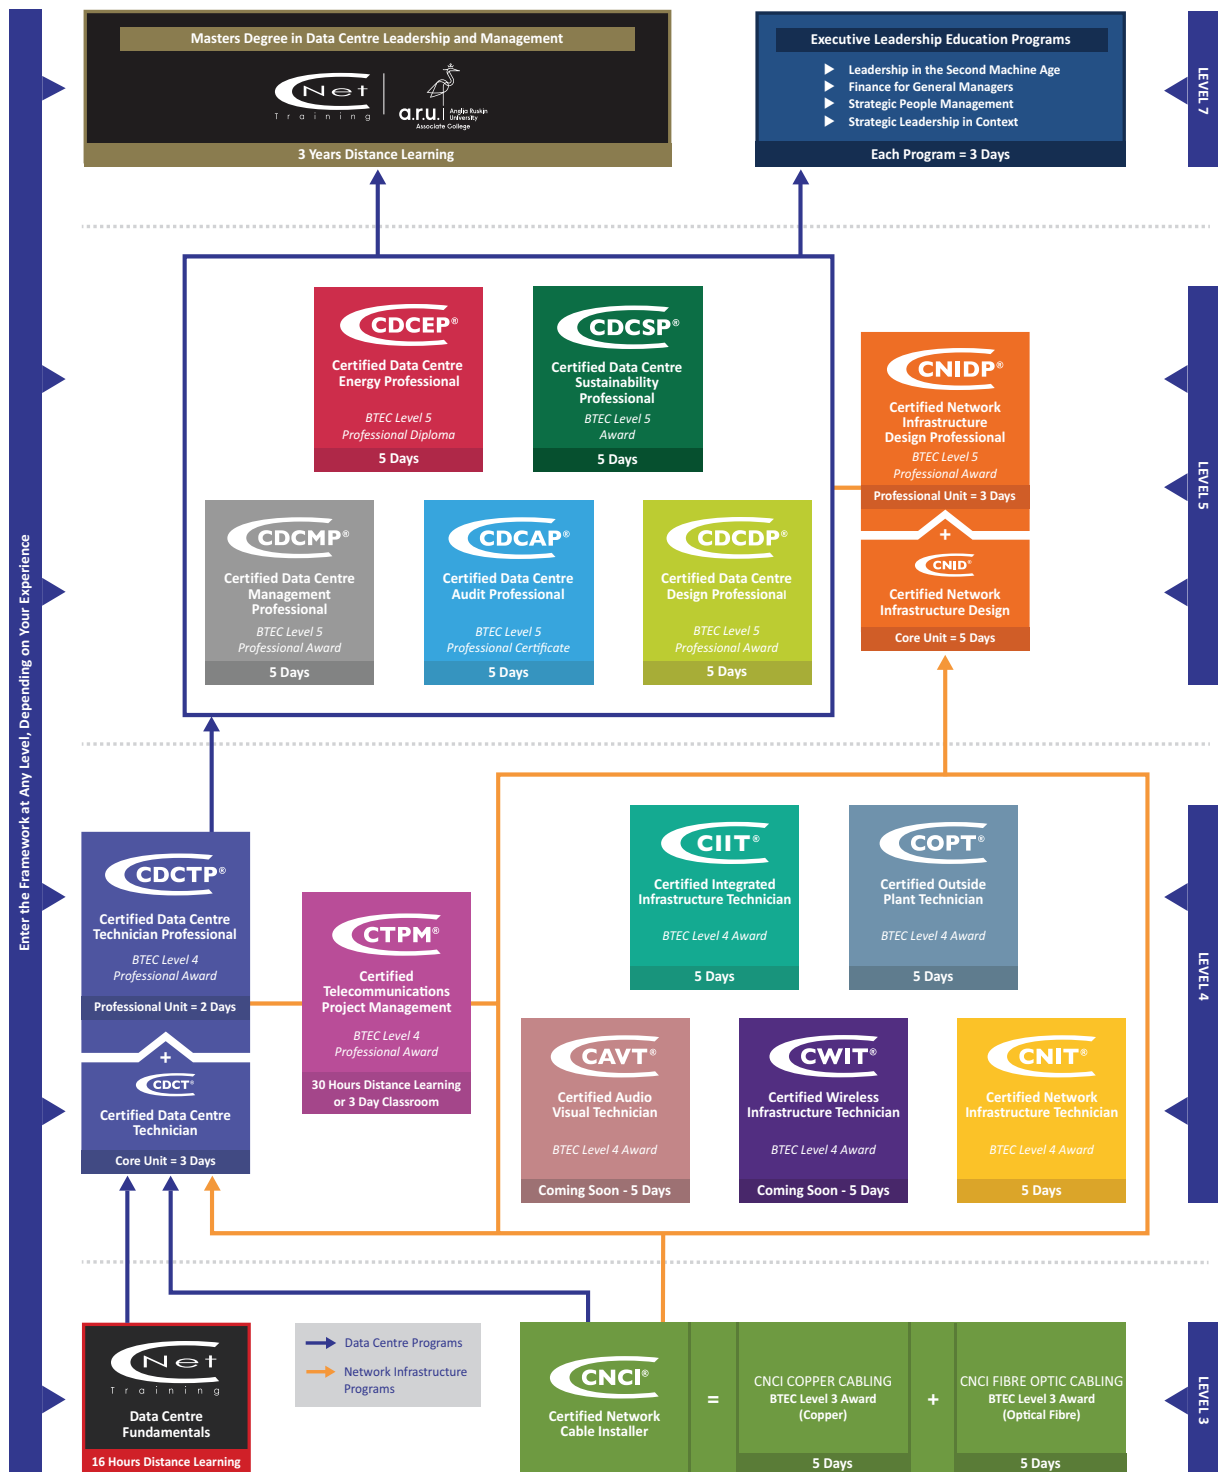 Masters Degree in Data Centre Leadership and Management
CNet
Training
a.r.u.
Anglia Ruskin
University
Associate College
3 Years Distance Learning
Executive Leadership Education Programs
Leadership in the Second Machine Age
Finance for General Managers
Strategic People Management
Strategic Leadership in Context
Each Program = 3 Days
LEVEL 7
Enter the Framework at Any Level, Depending on Your Experience
CDCEP®
Certified Data Centre
Energy Professional
BTEC Level 5
Professional Diploma
5 Days
CDCSP®
Certified Data Centre
Sustainability
Professional
BTEC Level 5
Award
5 Days
CNIDP®
Certified Network
Infrastructure
Design Professional
BTEC Level 5
Professional Award
Professional Unit = 3 Days
+
CNID®
Certified Network
Infrastructure Design
Core Unit = 5 Days
LEVEL 5
CDCMP®
Certified Data Centre
Management
Professional
BTEC Level 5
Professional Award
5 Days
CDCAP®
Certified Data Centre
Audit Professional
BTEC Level 5
Professional Certificate
5 Days
CDCDP®
Certified Data Centre
Design Professional
BTEC Level 5
Professional Award
5 Days
CDCTP®
Certified Data Centre
Technician Professional
BTEC Level 4
Professional Award
Professional Unit = 2 Days
+
CDCT®
Certified Data Centre
Technician
Core Unit = 3 Days
CTPM®
Certified
Telecommunications
Project Management
BTEC Level 4
Professional Award
30 Hours Distance Learning
or 3 Day Classroom
CIIT®
Certified Integrated
Infrastructure Technician
BTEC Level 4 Award
5 Days
COPT®
Certified Outside
Plant Technician
BTEC Level 4 Award
5 Days
LEVEL 4
CAVT®
Certified Audio
Visual Technician
BTEC Level 4 Award
Coming Soon - 5 Days
CWIT®
Certified Wireless
Infrastructure Technician
BTEC Level 4 Award
Coming Soon - 5 Days
CNIT®
Certified Network
Infrastructure Technician
BTEC Level 4 Award
5 Days
CNet
Training
Data Centre
Fundamentals
16 Hours Distance Learning
Data Centre Programs
Network Infrastructure
Programs
CNCI®
Certified Network
Cable Installer
=
CNCI COPPER CABLING
BTEC Level 3 Award
(Copper)
5 Days
+
CNCI FIBRE OPTIC CABLING
BTEC Level 3 Award
(Optical Fibre)
5 Days
LEVEL 3